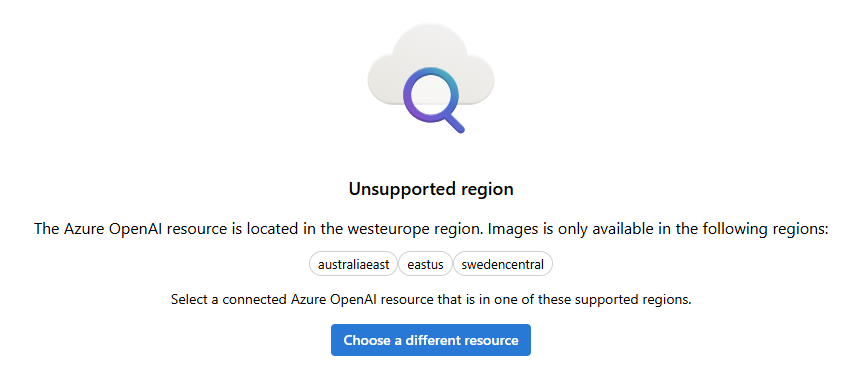 Unsupported region
The Azure OpenAI resource is located in the westeurope region. Images is only available in the following regions:
australiaeast eastus swedencentral
Select a connected Azure OpenAI resource that is in one of these supported regions.
Choose a different resource